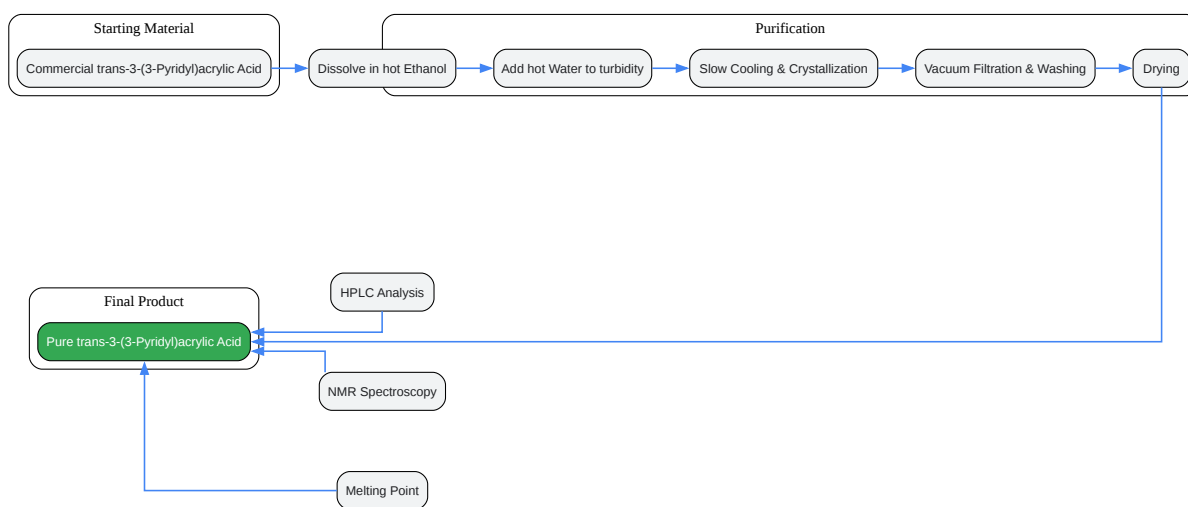 Starting Material
Purification
Commercial trans-3-(3-Pyridyl)acrylic Acid
Dissolve in hot Ethanol
Add hot Water to turbidity
Slow Cooling & Crystallization
Vacuum Filtration & Washing
Drying
HPLC Analysis
Final Product
Pure trans-3-(3-Pyridyl)acrylic Acid
NMR Spectroscopy
Melting Point